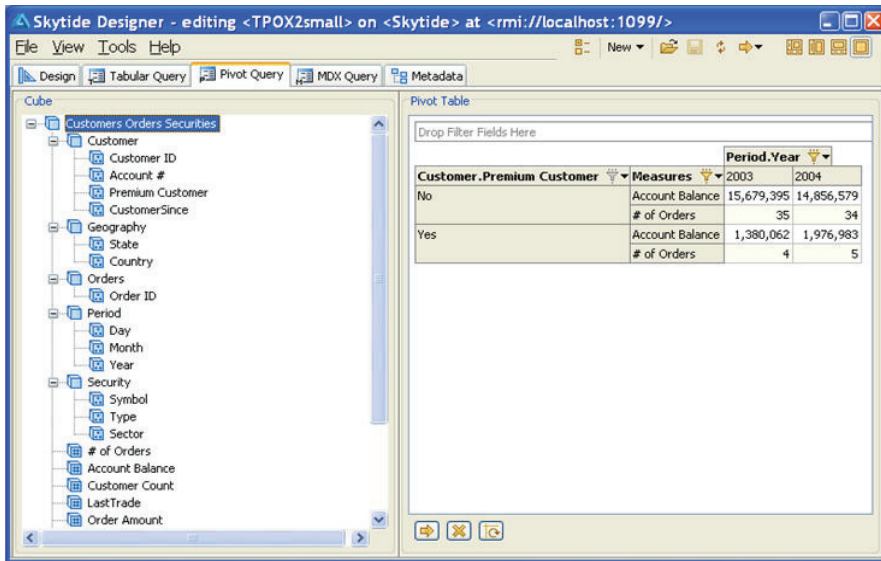 Skytide Designer - editing <TPOX2small> on <Skytide> at <rmi://localhost:1099/>
File View Tools Help New
Design Tabular Query Pivot Query MDX Query Metadata
Cube
Customers Orders Securities
Customer
Customer ID
Account #
Premium Customer
CustomerSince
Geography
State
Country
Orders
Order ID
Period
Day
Month
Year
Security
Symbol
Type
Sector
# of Orders
Account Balance
Customer Count
LastTrade
Order Amount
Pivot Table
Drop Filter Fields Here
Period.Year
Customer.Premium Customer Measures 2003 2004
No Account Balance 15,679,395 14,856,579
# of Orders 35 34
Yes Account Balance 1,380,062 1,976,983
# of Orders 4 5